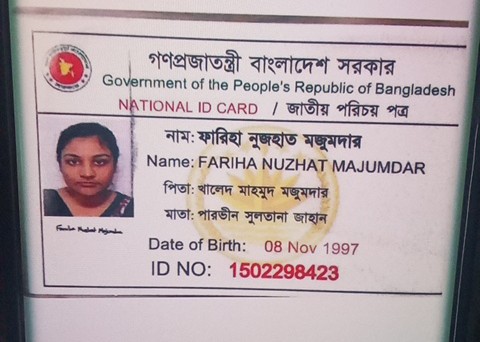 গণপ্রজাতন্ত্রী বাংলাদেশ সরকার
Government of the People's Republic of Bangladesh
NATIONAL ID CARD / জাতীয় পরিচয় পত্র
নাম: ফারিহা নুজহাত মজুমদার
Name: FARIHA NUZHAT MAJUMDAR
পিতা: খালেদ মাহমুদ মজুমদার
মাতা: পারভীন সুলতানা জাহান
Fariha Nuzhat Majumdar
Date of Birth: 08 Nov 1997
ID NO: 1502298423